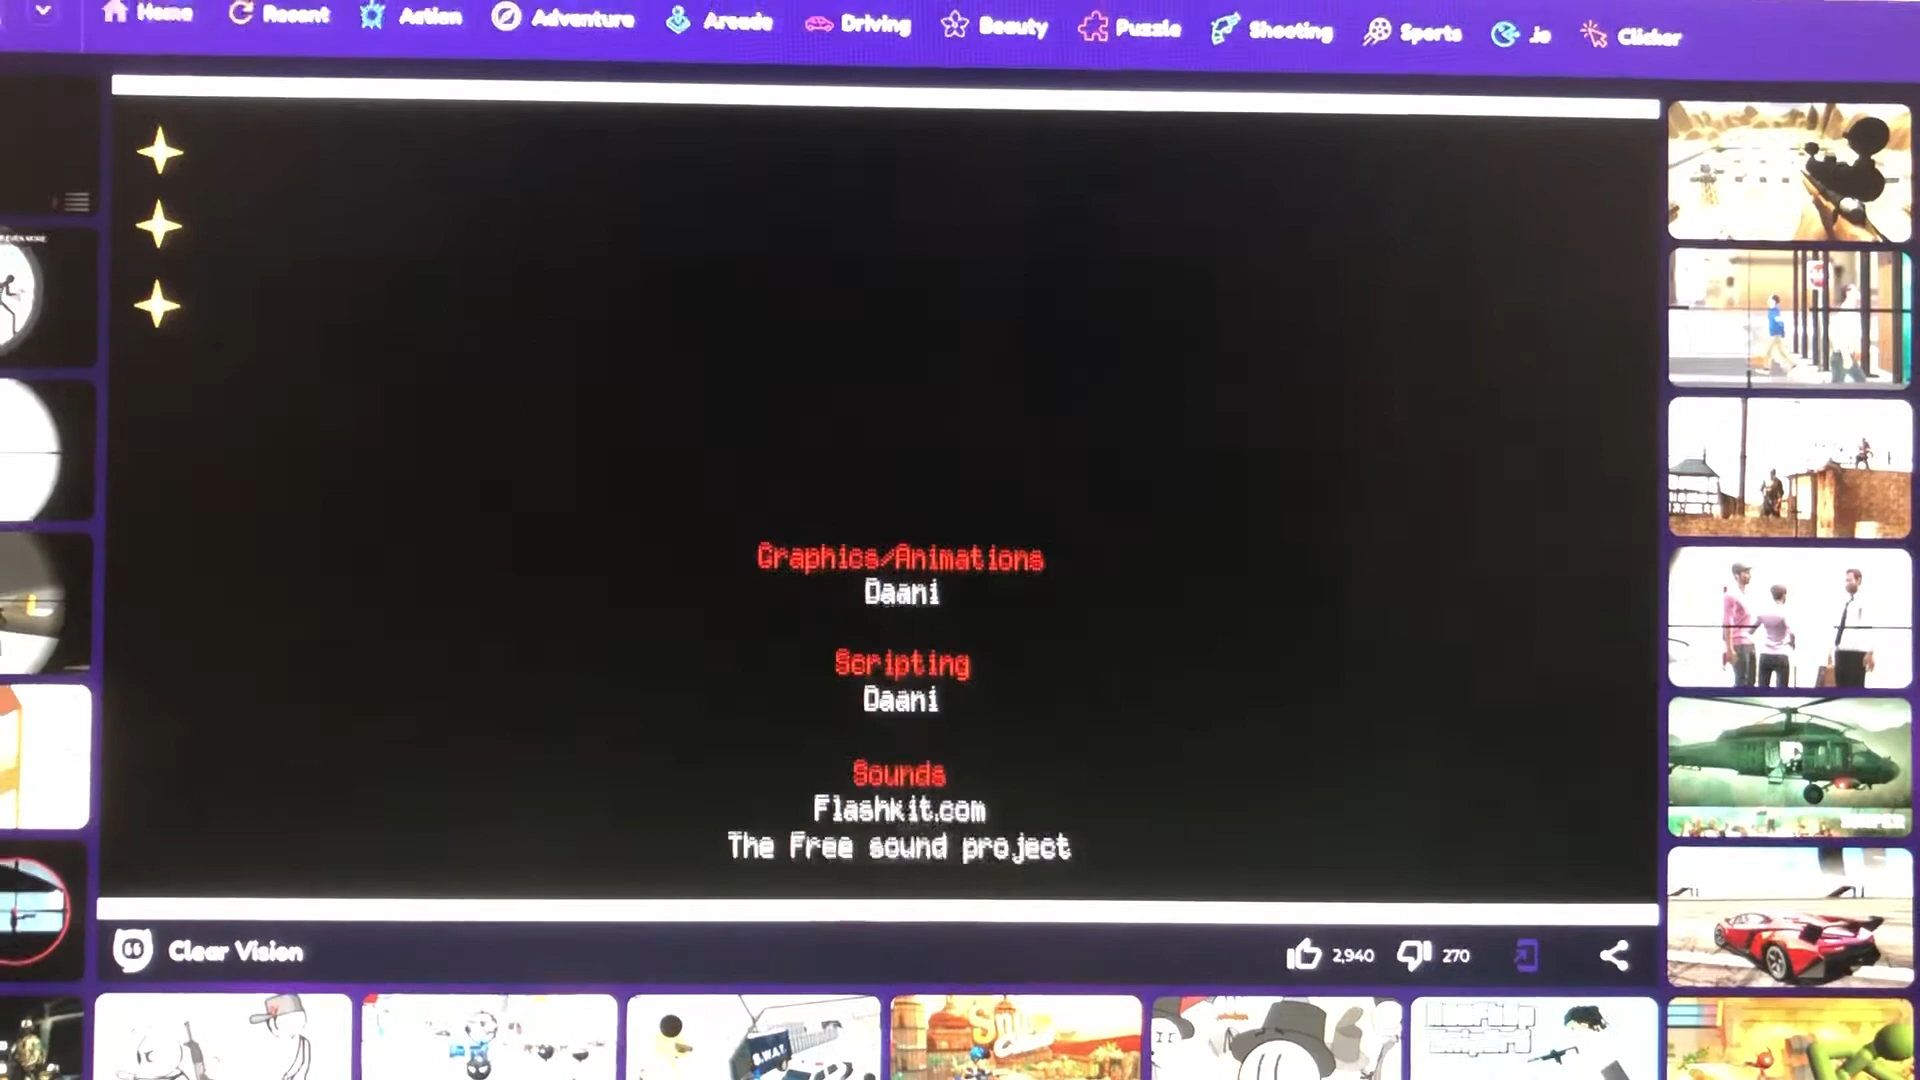 Home
Recent
Action
Adventure
Arcade
Driving
Beauty
Puzzle
Shooting
Sports
.io
Clicker
Graphics/Animations
Daani
Scripting
Daani
Sounds
Flashkit.com
The Free sound project
Clear Vision
2,940
270
S.W.A.T.